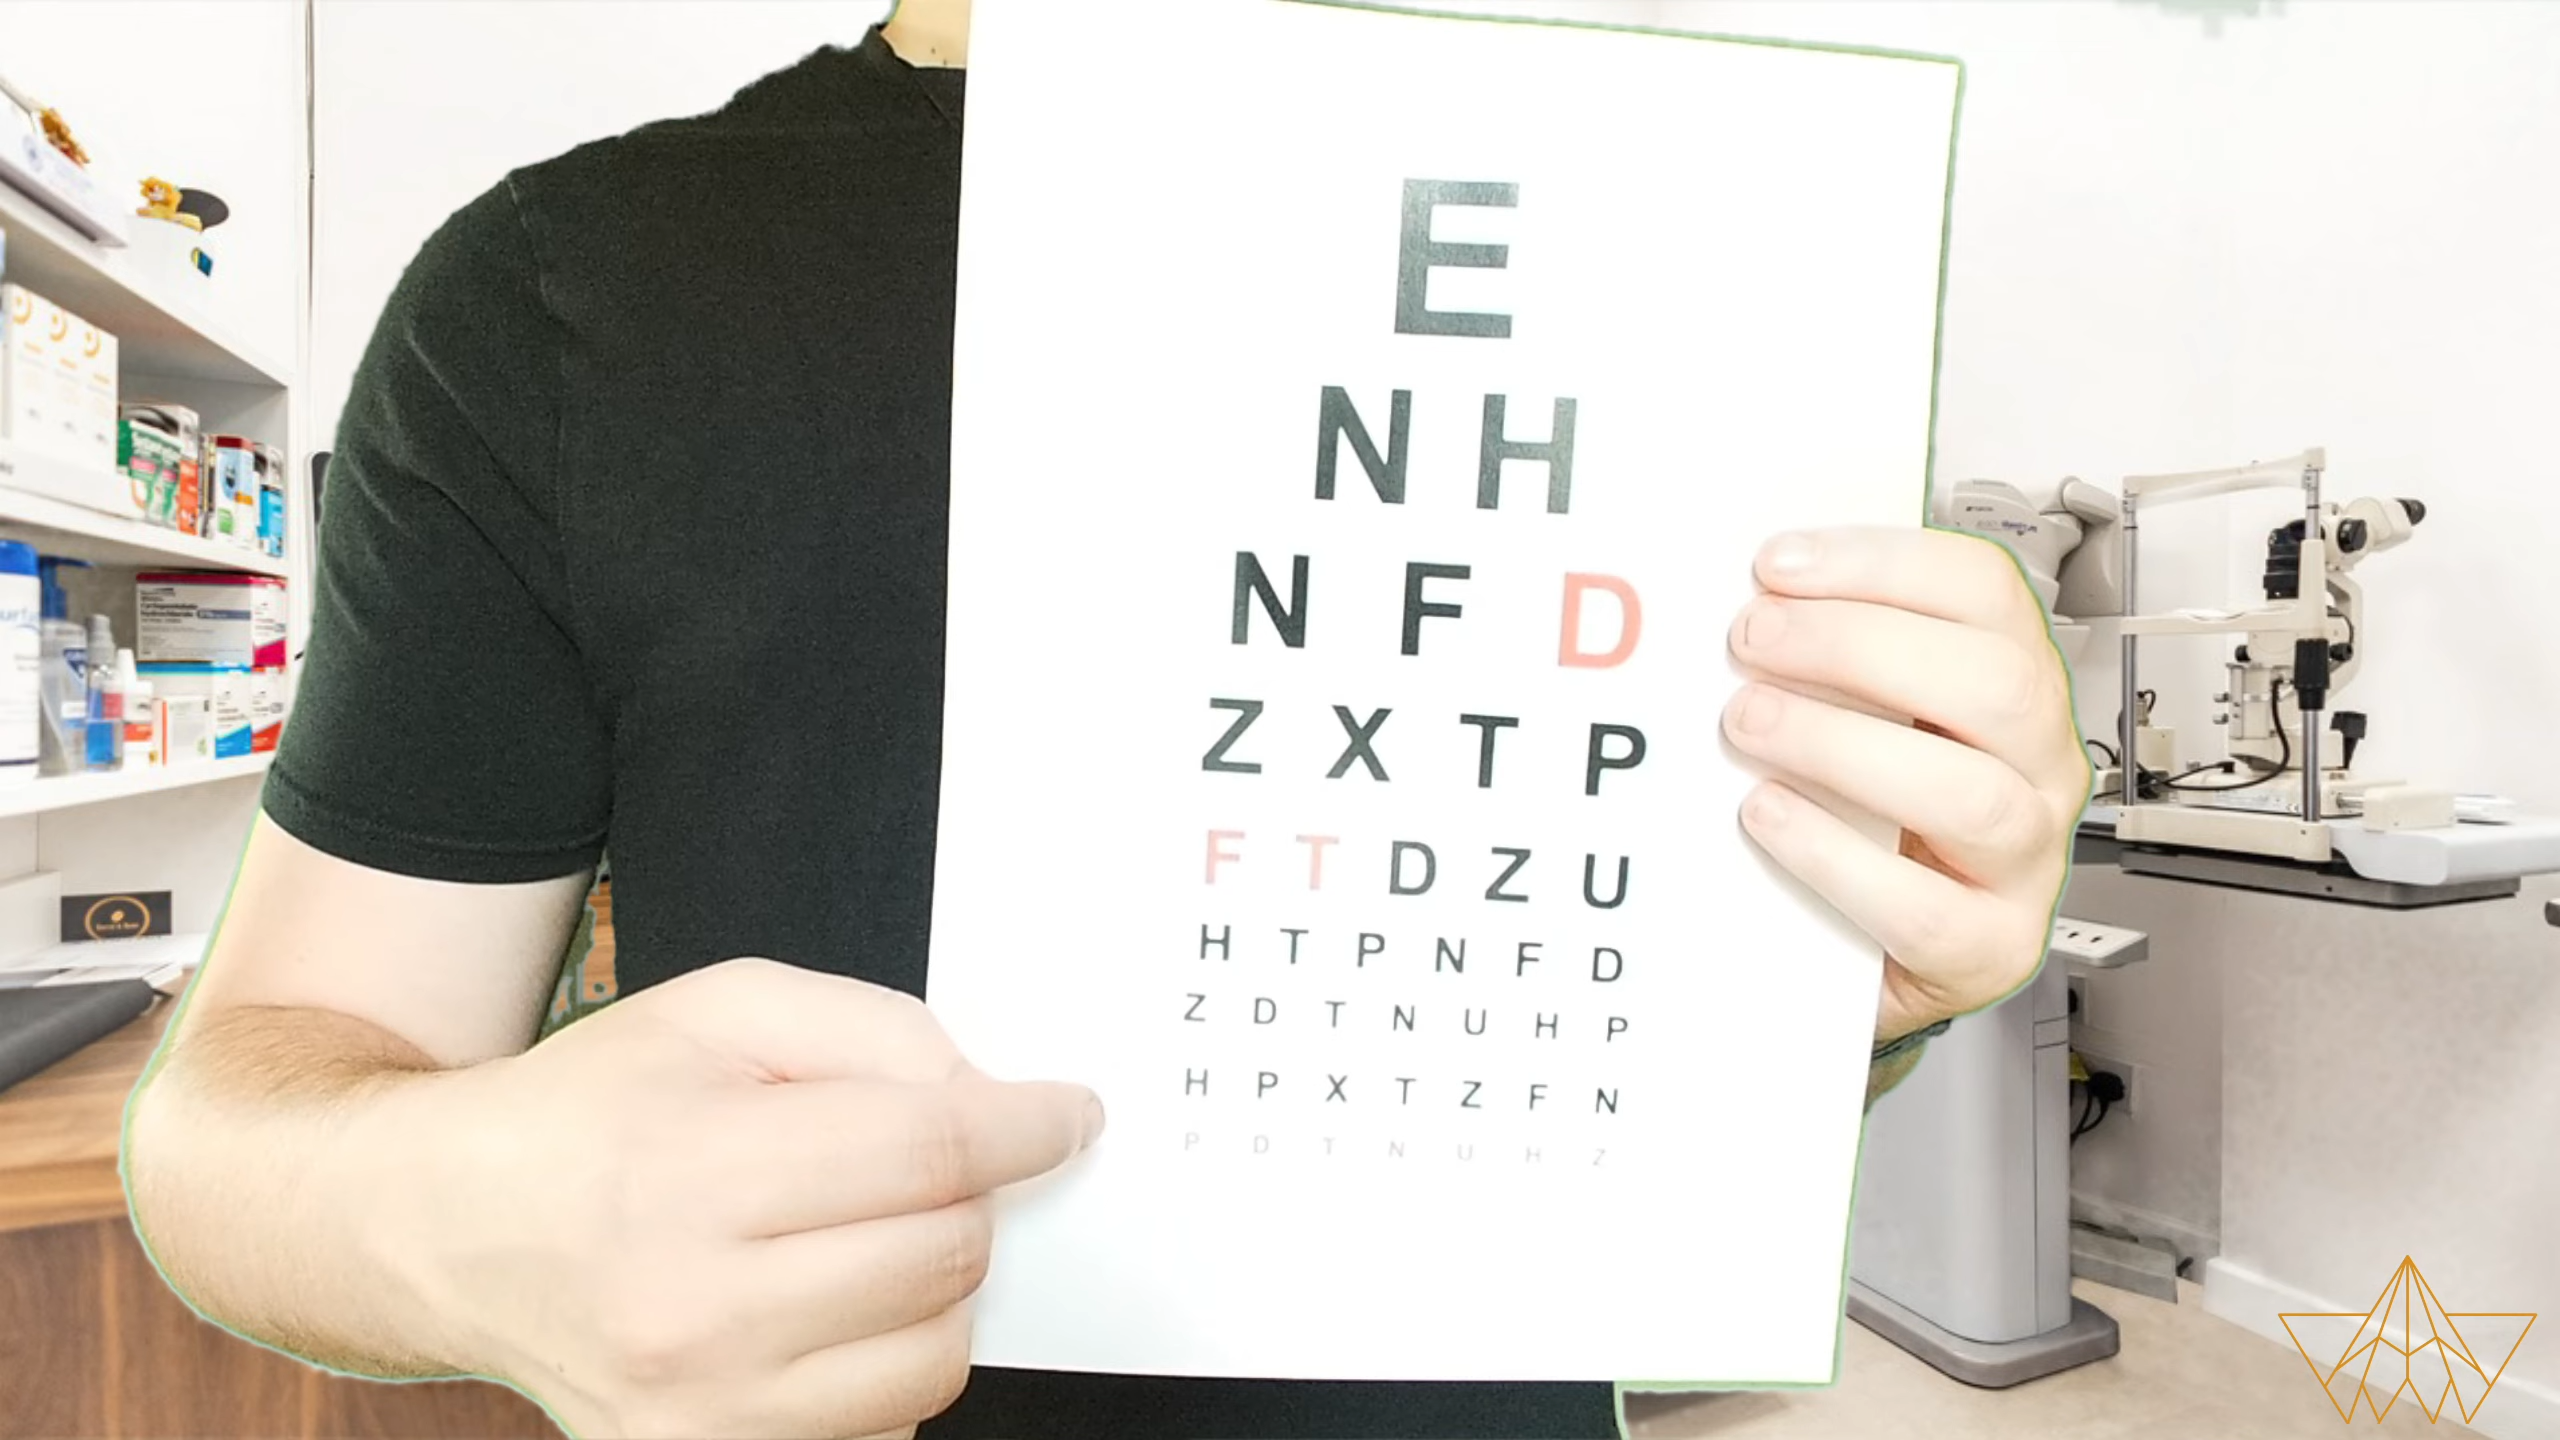 E
N H
N F D
Z X T P
F T D Z U
H T P N F D
Z D T N U H P
H P X T Z F N
P D T N U H Z